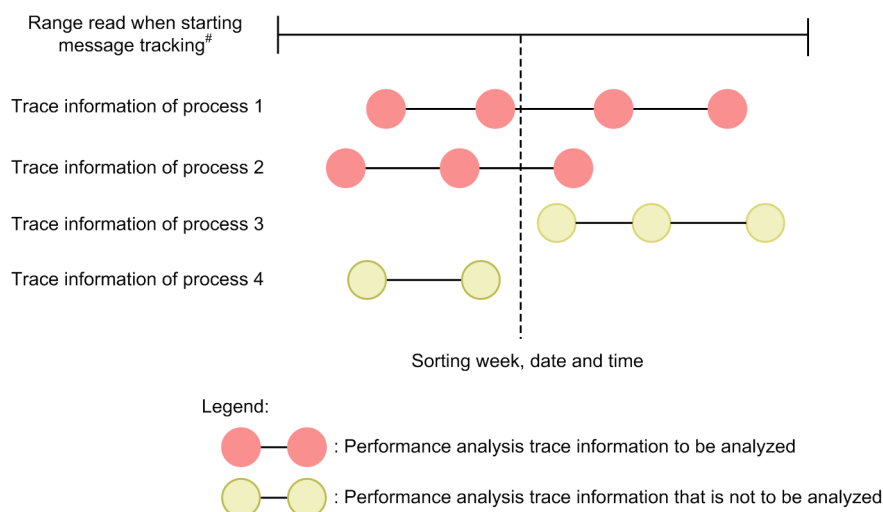 Range read when starting
message tracking#
Trace information of process 1
Trace information of process 2
Trace information of process 3
Trace information of process 4
Sorting week, date and time
Legend:
: Performance analysis trace information to be analyzed
: Performance analysis trace information that is not to be analyzed